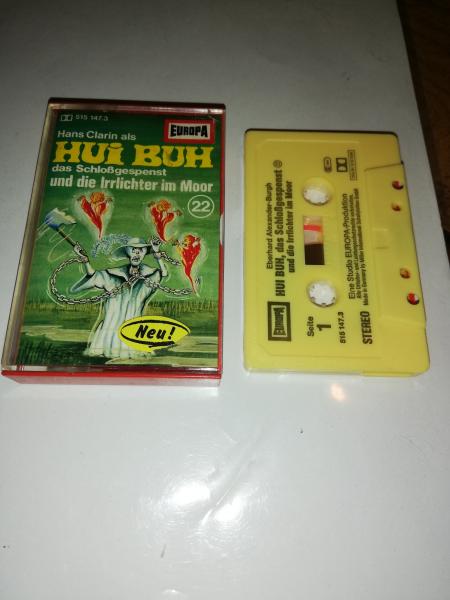 515 147.3
EUROPA
Hans Clarin als
HUI BUH
das Schloßgespenst
und die Irrlichter im Moor
22
Neu!
Eberhard Alexander-Burgh
HUI BUH, das Schloßgespenst 22
und die Irrlichter im Moor
EUROPA
Seite
1
515 147.3
Eine Studio EUROPA-Produktion
STEREO